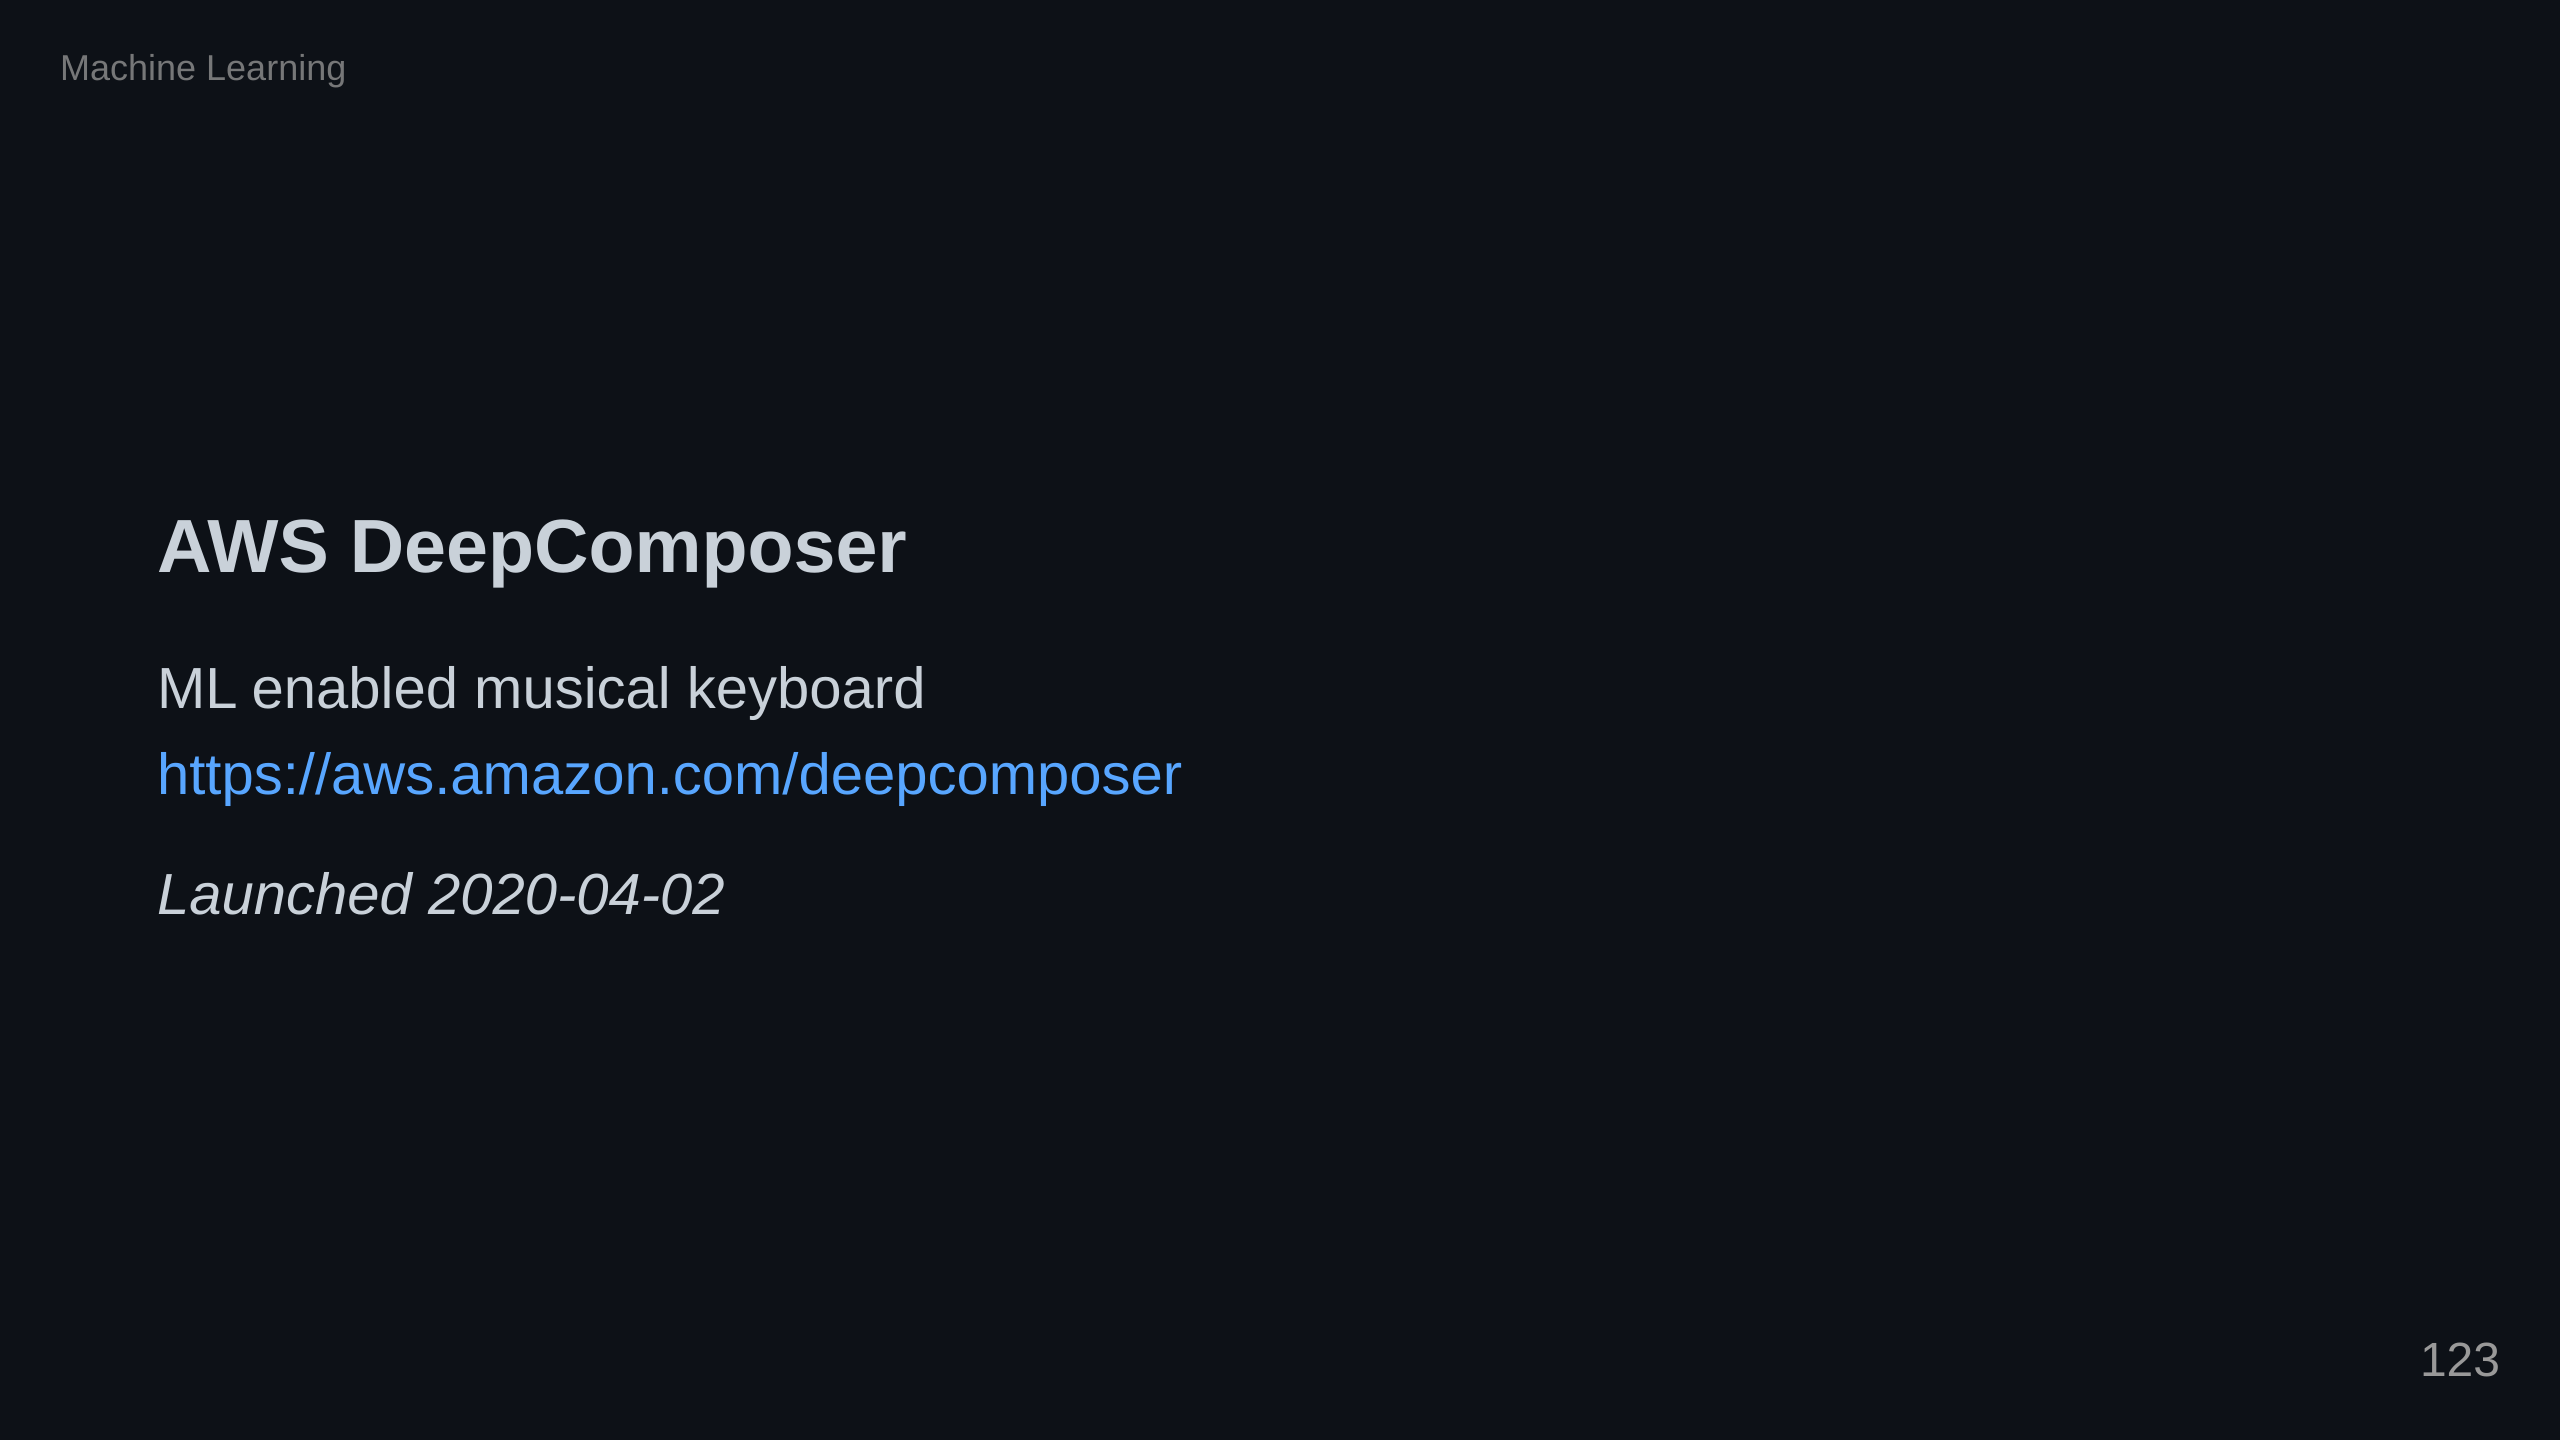 Machine Learning
AWS DeepComposer
ML enabled musical keyboard
https://aws.amazon.com/deepcomposer
Launched 2020-04-02
123